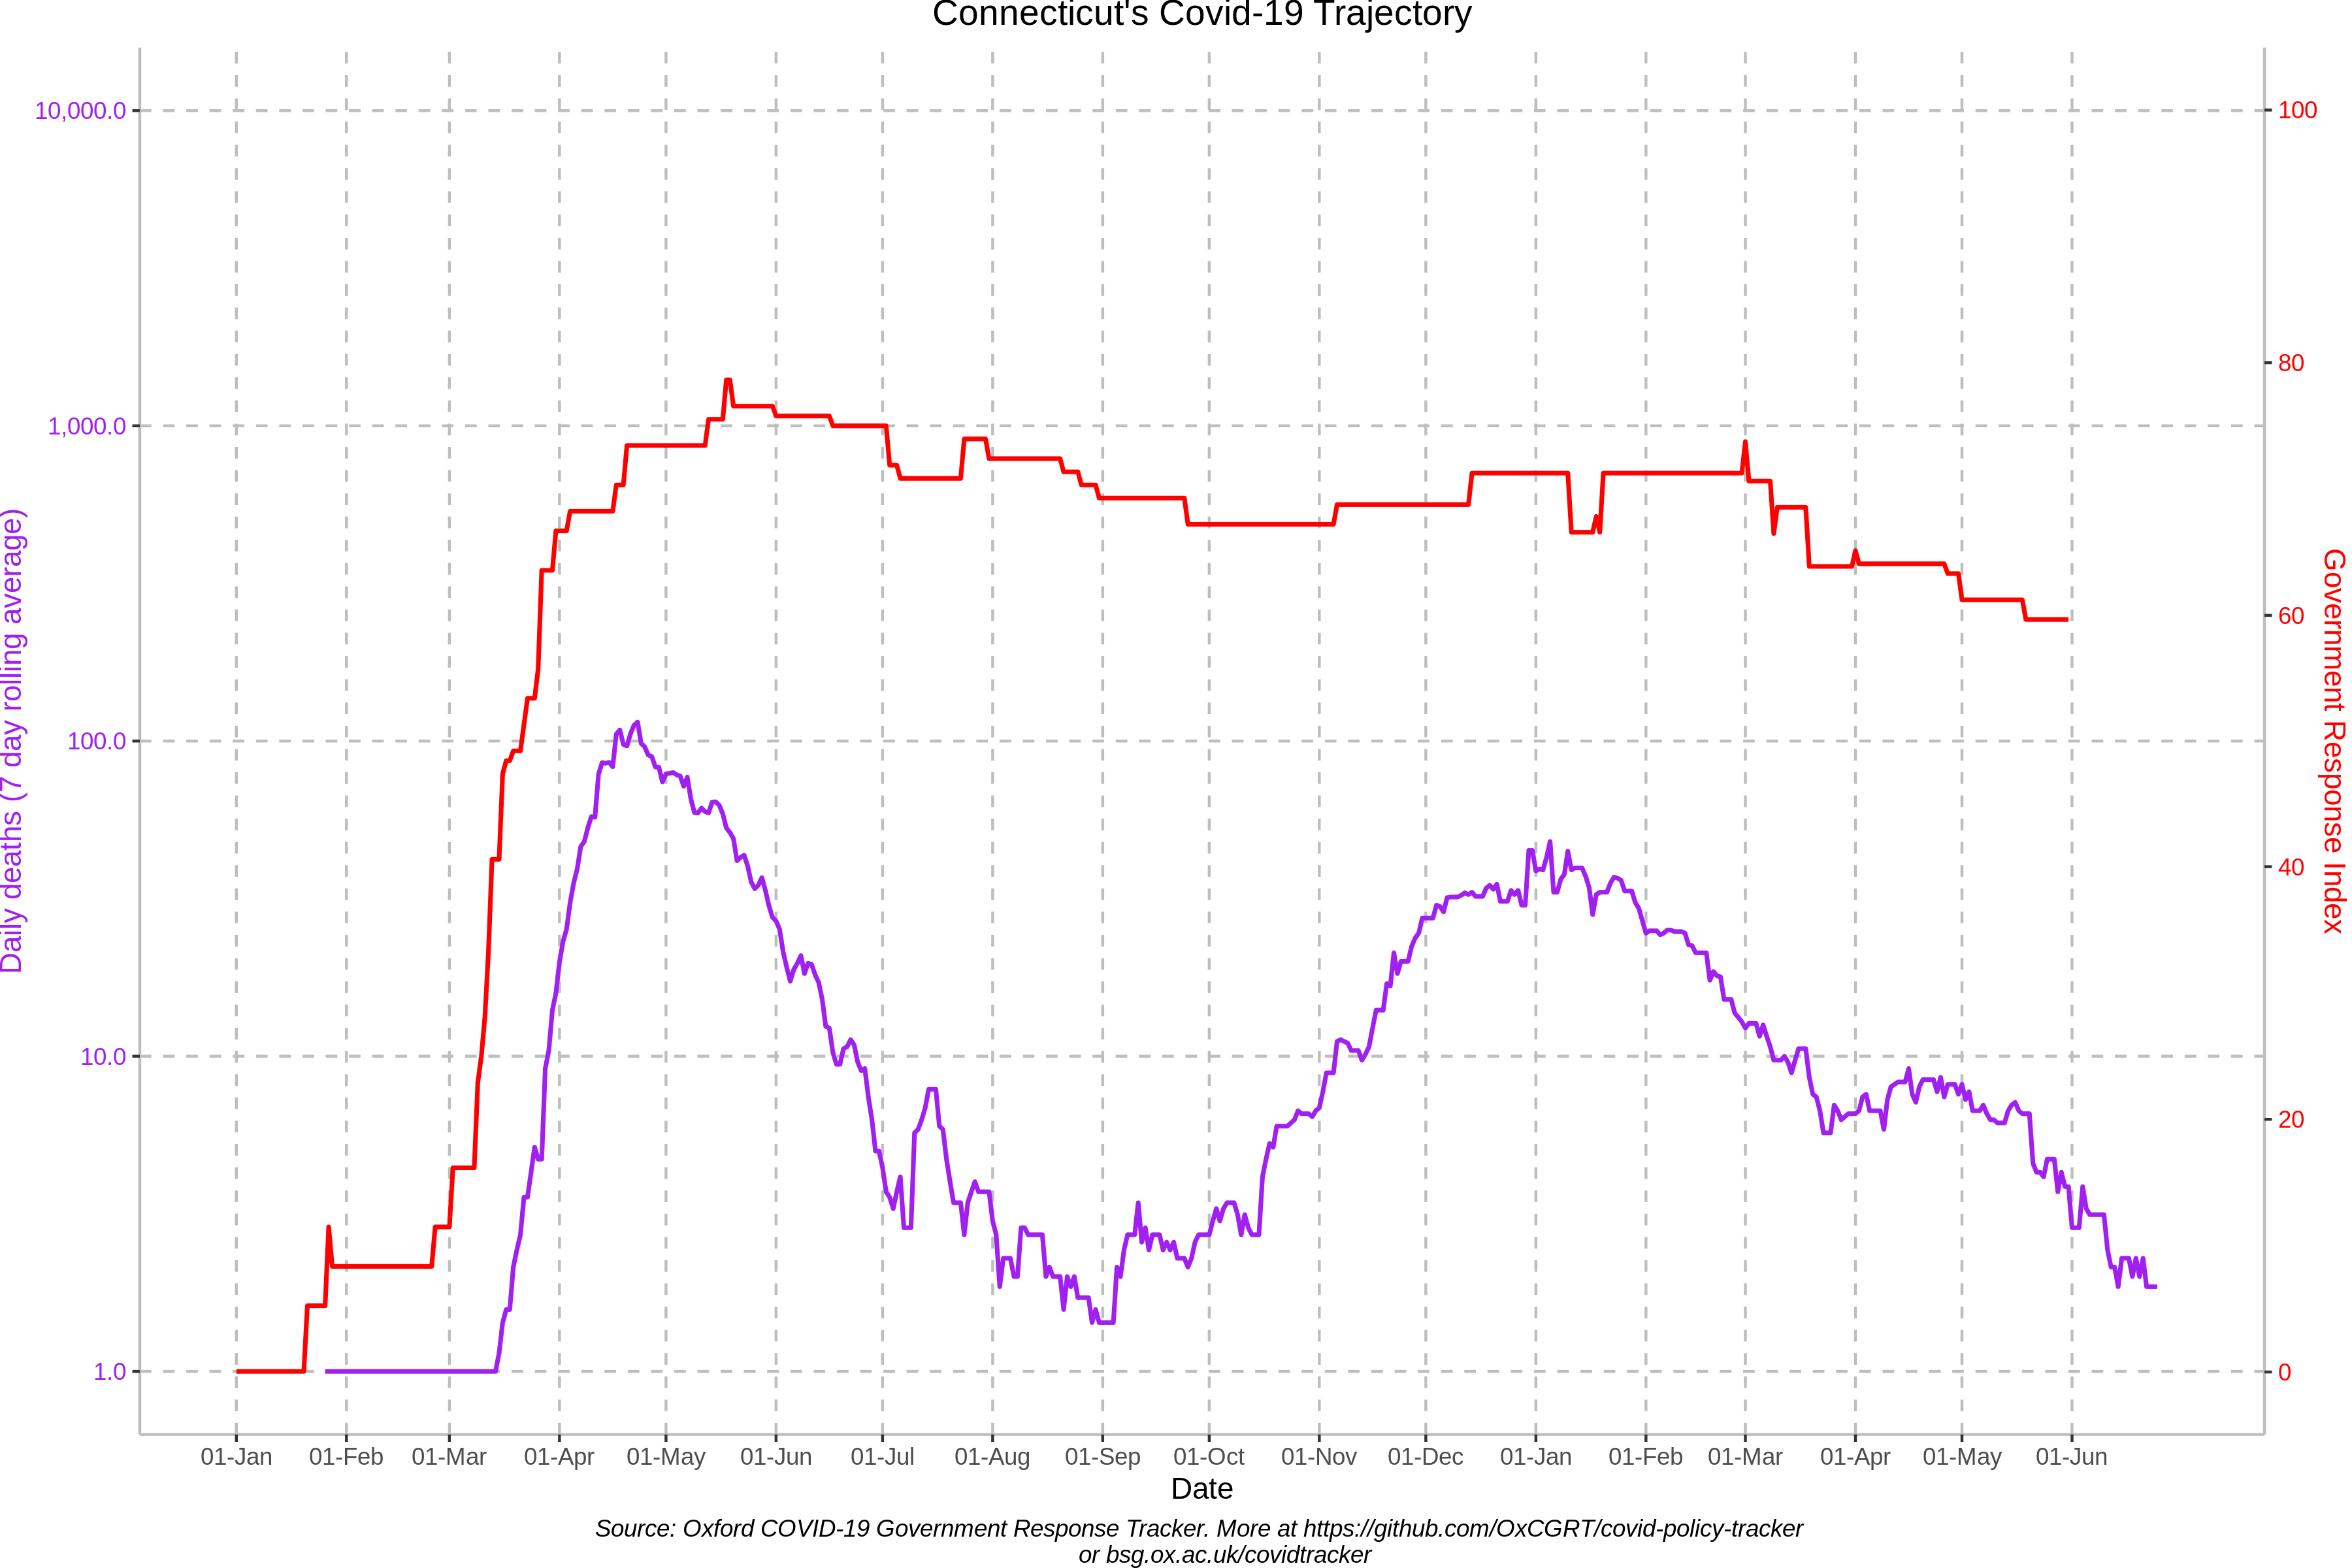 Connecticut's Covid-19 Trajectory
10,000.0
1,000.0
100.0
10.0
1.0
Daily deaths (7 day rolling average)
100
80
60
40
20
0
Government Response Index
01-Jan 01-Feb 01-Mar 01-Apr 01-May 01-Jun 01-Jul 01-Aug 01-Sep 01-Oct 01-Nov 01-Dec 01-Jan 01-Feb 01-Mar 01-Apr 01-May 01-Jun
Date
Source: Oxford COVID-19 Government Response Tracker. More at https://github.com/OxCGRT/covid-policy-tracker
or bsg.ox.ac.uk/covidtracker